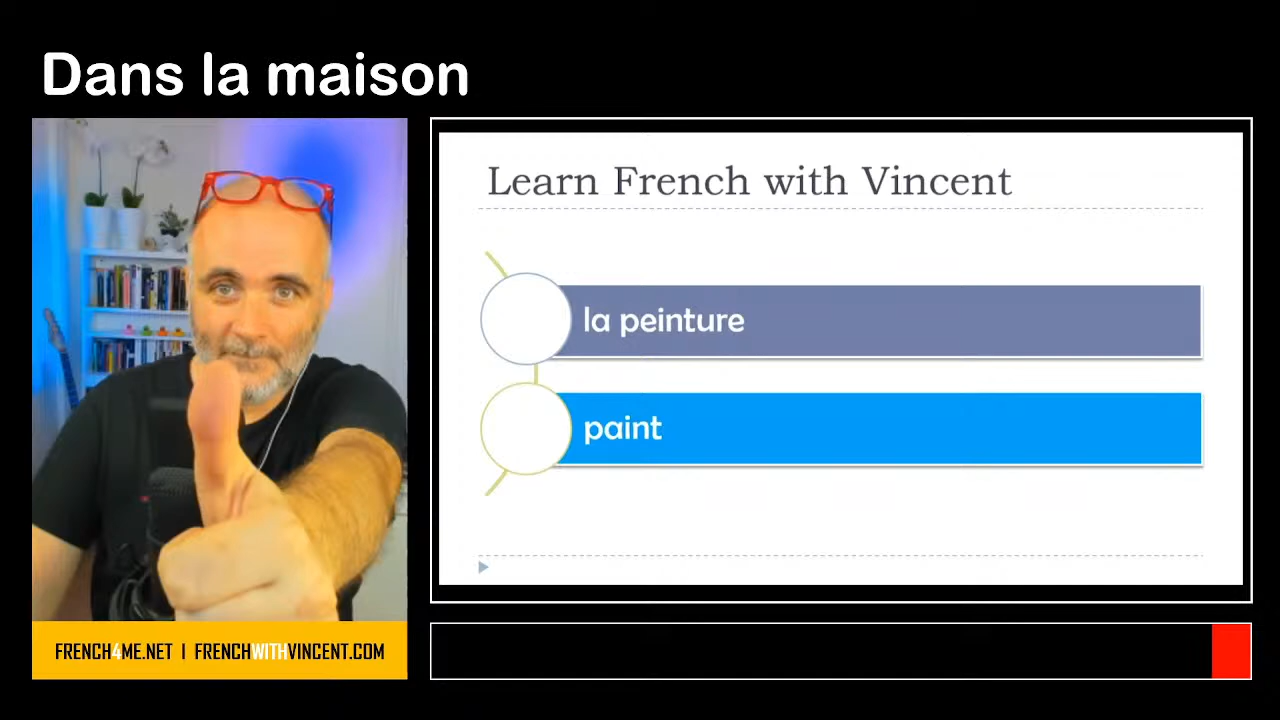 Dans la maison
Learn French with Vincent
la peinture
paint
FRENCH4ME.NET | FRENCHWITHVINCENT.COM